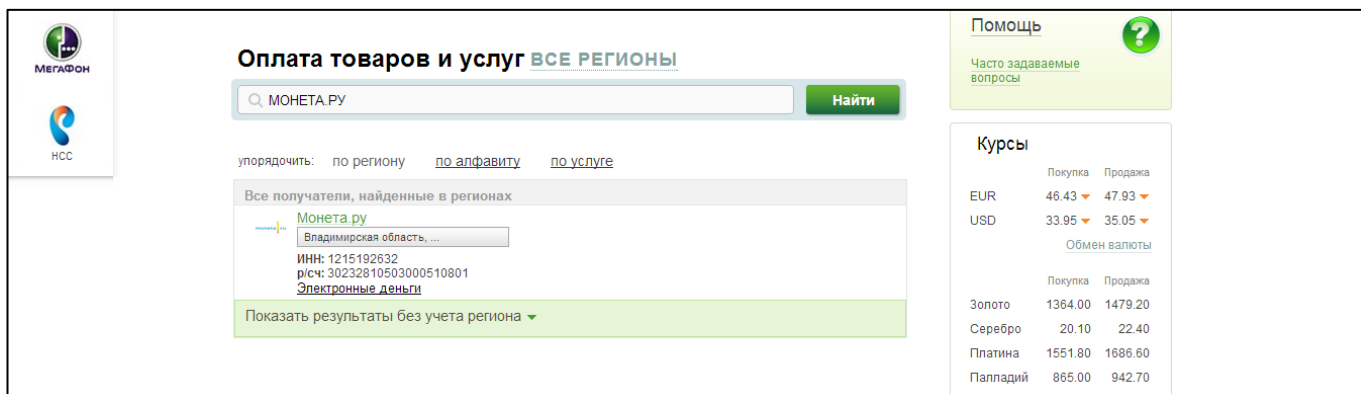 МЕГАФОН
НСС
Оплата товаров и услуг ВСЕ РЕГИОНЫ
МОНЕТА.РУ
Найти
упорядочить: по региону по алфавиту по услуге
Все получатели, найденные в регионах
moneta.ru
Монета.ру
Владимирская область, ...
ИНН: 1215192632
р/сч: 30232810503000510801
Электронные деньги
Показать результаты без учета региона
Помощь
?
Часто задаваемые
вопросы
Курсы
Покупка Продажа
EUR 46.43 47.93
USD 33.95 35.05
Обмен валюты
Покупка Продажа
Золото 1364.00 1479.20
Серебро 20.10 22.40
Платина 1551.80 1686.60
Палладий 865.00 942.70